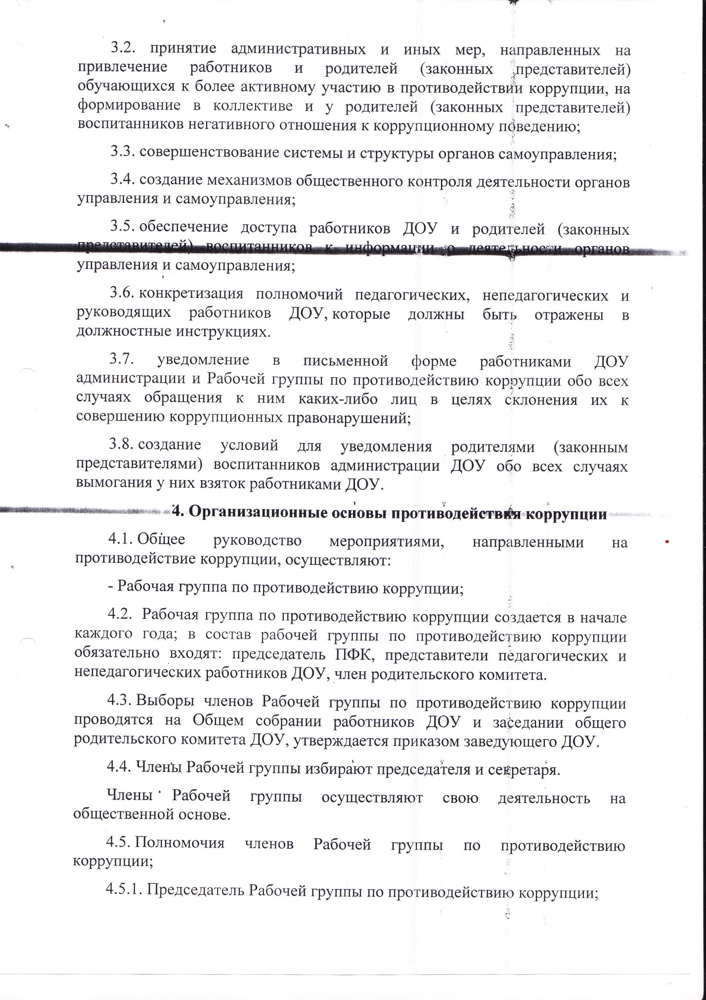 3.2. принятие административных и иных мер, направленных на
привлечение работников и родителей (законных представителей)
обучающихся к более активному участию в противодействии коррупции, на
формирование в коллективе и у родителей (законных представителей)
воспитанников негативного отношения к коррупционному поведению;
3.3. совершенствование системы и структуры органов самоуправления;
3.4. создание механизмов общественного контроля деятельности органов
управления и самоуправления;
3.5. обеспечение доступа работников ДОУ и родителей (законных
представителей) воспитанников к информации о деятельности органов
управления и самоуправления;
3.6. конкретизация полномочий педагогических, непедагогических и
руководящих работников ДОУ, которые должны быть отражены в
должностные инструкциях.
3.7. уведомление в письменной форме работниками ДОУ
администрации и Рабочей группы по противодействию коррупции обо всех
случаях обращения к ним каких-либо лиц в целях склонения их к
совершению коррупционных правонарушений;
3.8. создание условий для уведомления родителями (законным
представителями) воспитанников администрации ДОУ обо всех случаях
вымогания у них взяток работниками ДОУ.
4. Организационные основы противодействия коррупции
4.1. Общее руководство мероприятиями, направленными на
противодействие коррупции, осуществляют:
- Рабочая группа по противодействию коррупции;
4.2. Рабочая группа по противодействию коррупции создается в начале
каждого года; в состав рабочей группы по противодействию коррупции
обязательно входят: председатель ПФК, представители педагогических и
непедагогических работников ДОУ, член родительского комитета.
4.3. Выборы членов Рабочей группы по противодействию коррупции
проводятся на Общем собрании работников ДОУ и заседании общего
родительского комитета ДОУ, утверждается приказом заведующего ДОУ.
4.4. Члены Рабочей группы избирают председателя и секретаря.
Члены Рабочей группы осуществляют свою деятельность на
общественной основе.
4.5. Полномочия членов Рабочей группы по противодействию
коррупции;
4.5.1. Председатель Рабочей группы по противодействию коррупции;